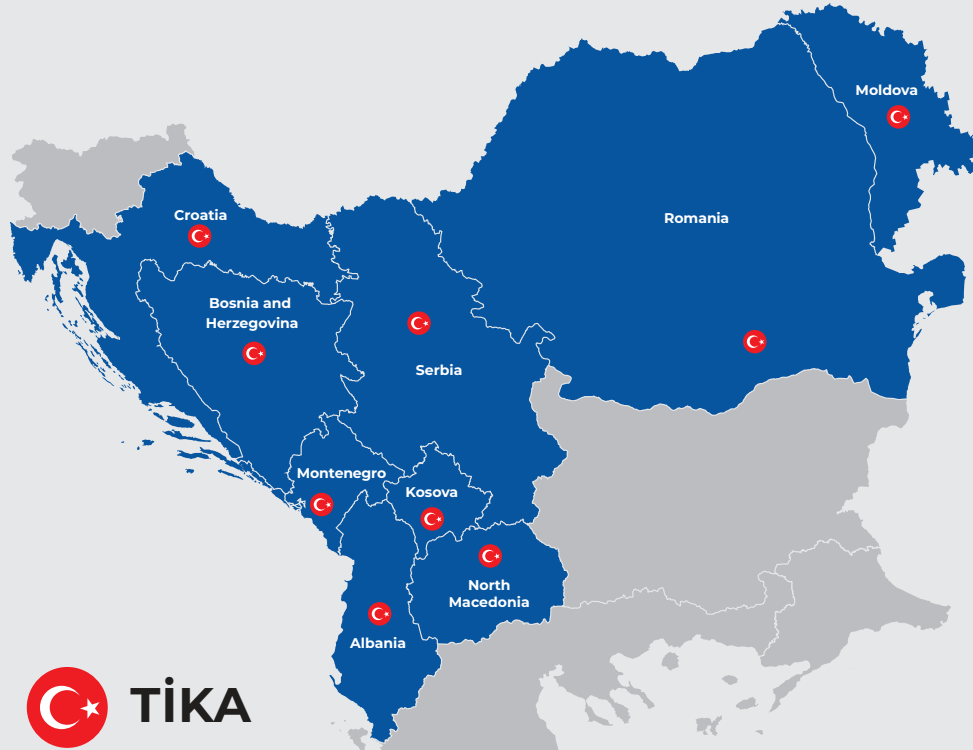 Moldova
Croatia
Romania
Bosnia and
Herzegovina
Serbia
Montenegro
Kosova
North
Macedonia
Albania
TİKA